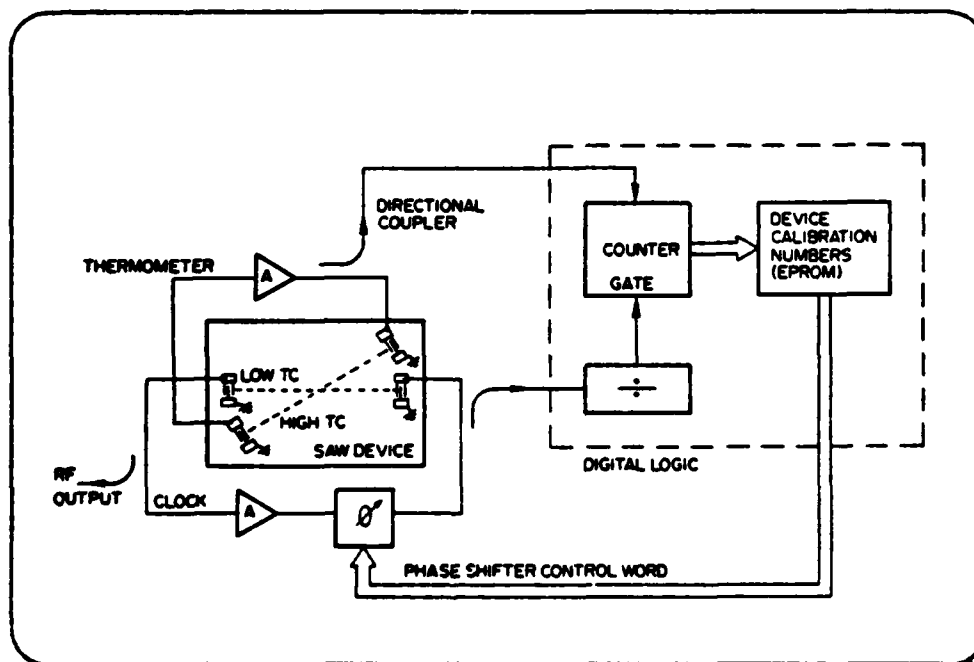 DIRECTIONAL
COUPLER
THERMOMETER
A
COUNTER
GATE
DEVICE
CALIBRATION
NUMBERS
(EPROM)
LOW TC
HIGH TC
SAW DEVICE
÷
DIGITAL LOGIC
RF
OUTPUT
CLOCK
A
Ø
PHASE SHIFTER CONTROL WORD